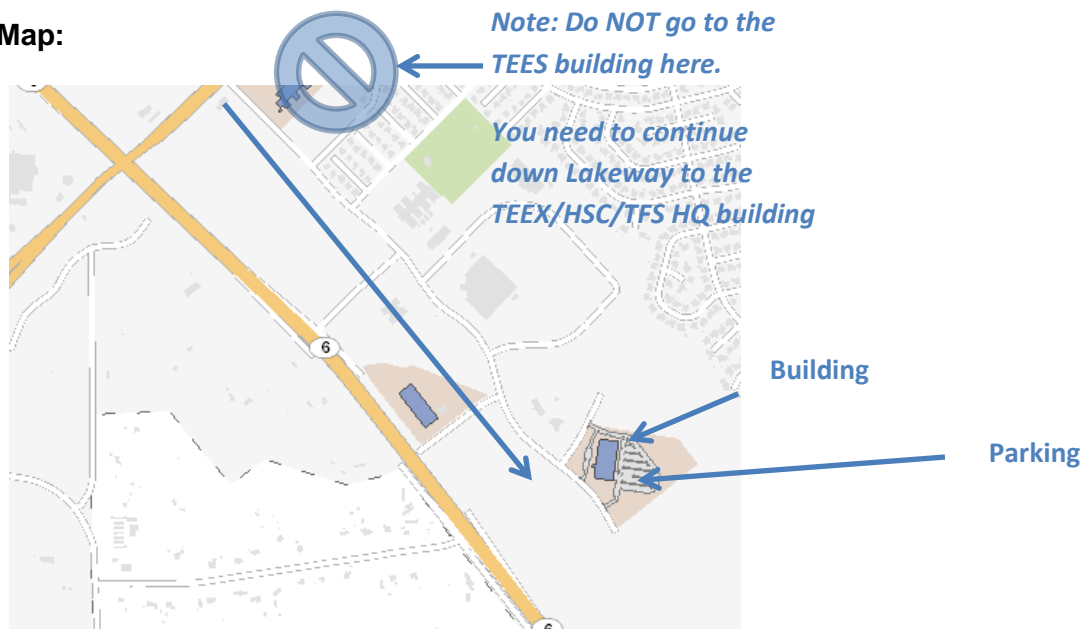 Map:
Note: Do NOT go to the
TEES building here.
You need to continue
down Lakeway to the
TEEX/HSC/TFS HQ building
6
Building
Parking
6